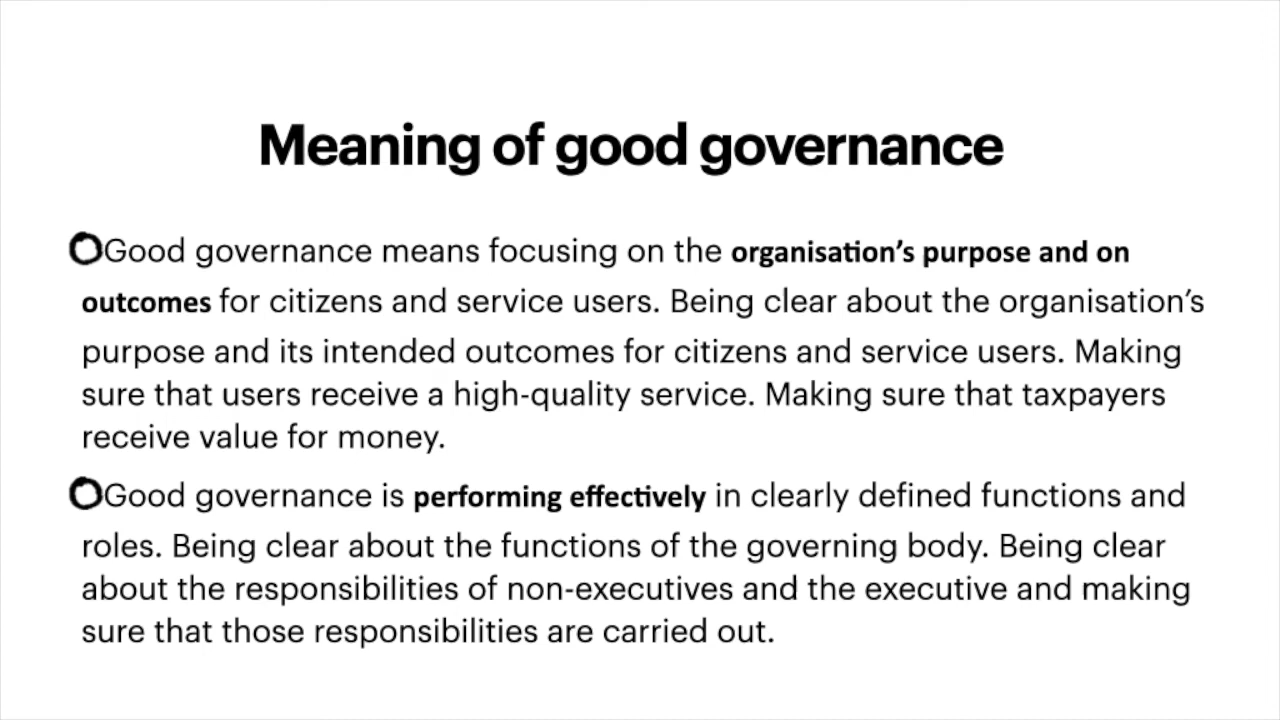 Meaning of good governance
Good governance means focusing on the organisation’s purpose and on
outcomes for citizens and service users. Being clear about the organisation’s
purpose and its intended outcomes for citizens and service users. Making
sure that users receive a high-quality service. Making sure that taxpayers
receive value for money.
Good governance is performing effectively in clearly defined functions and
roles. Being clear about the functions of the governing body. Being clear
about the responsibilities of non-executives and the executive and making
sure that those responsibilities are carried out.